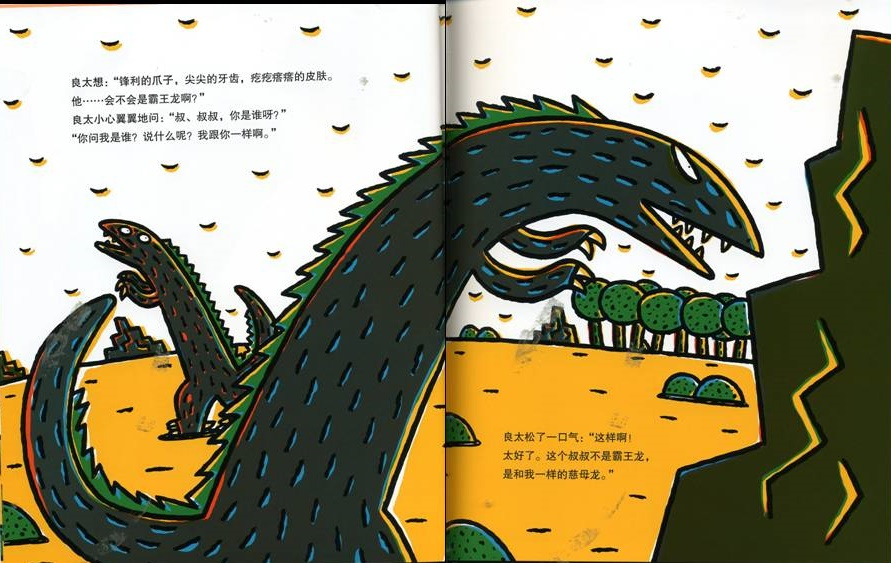 良太想：“锋利的爪子，尖尖的牙齿，疙疙瘩瘩的皮肤。
他……会不会是霸王龙啊？”
良太小心翼翼地问：“叔、叔叔，你是谁呀？”
“你问我是谁？说什么呢？我跟你一样啊。”
良太松了一口气：“这样啊！
太好了。这个叔叔不是霸王龙，
是和我一样的慈母龙。”